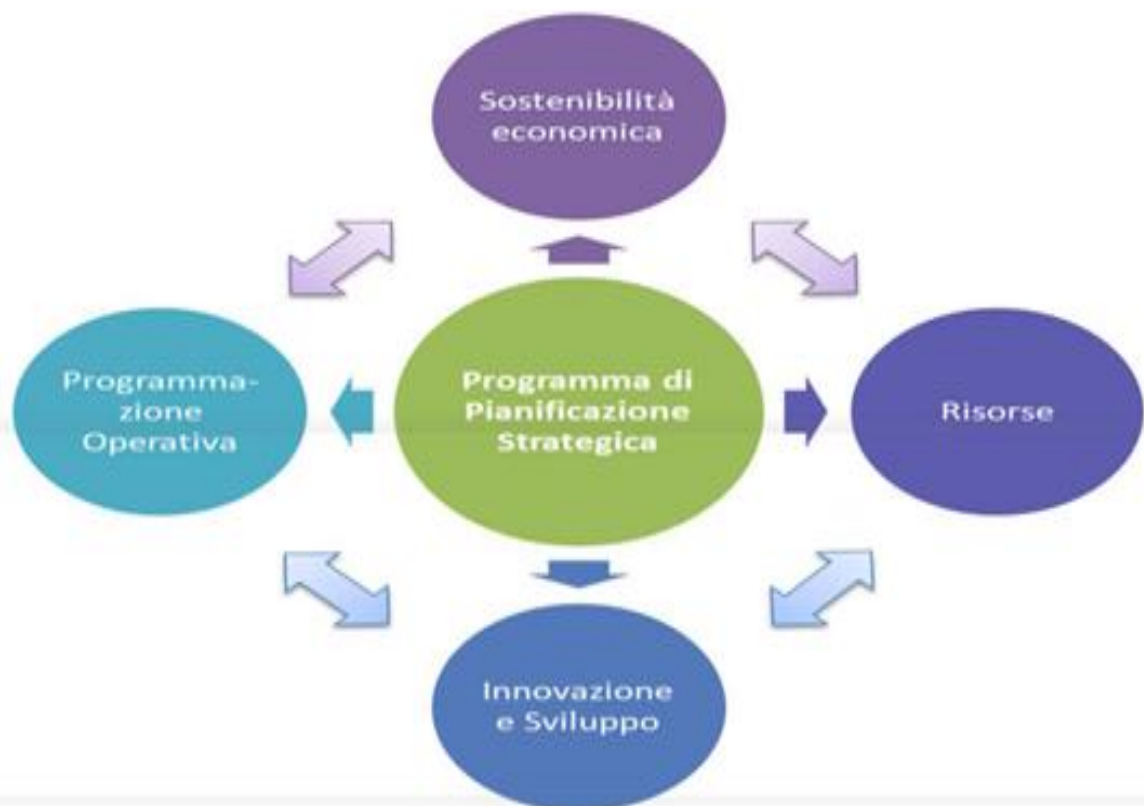 Sostenibilità
economica
Programma-
zione
Operativa
Programma di
Pianificazione
Strategica
Risorse
Innovazione
e Sviluppo